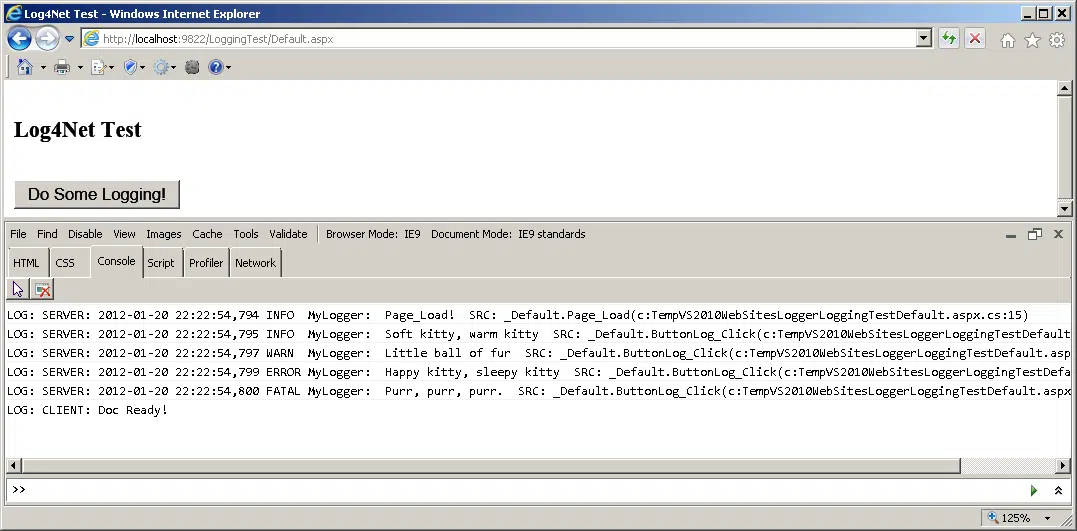 Log4Net Test - Windows Internet Explorer
http://localhost:9822/LoggingTest/Default.aspx
Log4Net Test
Do Some Logging!
File Find Disable View Images Cache Tools Validate Browser Mode: IE9 Document Mode: IE9 standards
HTML CSS Console Script Profiler Network
LOG: SERVER: 2012-01-20 22:22:54,794 INFO MyLogger: Page_Load! SRC: _Default.Page_Load(c:TempVS2010WebSitesLoggerLoggingTestDefault.aspx.cs:15)
LOG: SERVER: 2012-01-20 22:22:54,795 INFO MyLogger: Soft kitty, warm kitty SRC: _Default.ButtonLog_Click(c:TempVS2010WebSitesLoggerLoggingTestDefault
LOG: SERVER: 2012-01-20 22:22:54,797 WARN MyLogger: Little ball of fur SRC: _Default.ButtonLog_Click(c:TempVS2010WebSitesLoggerLoggingTestDefault.asp
LOG: SERVER: 2012-01-20 22:22:54,799 ERROR MyLogger: Happy kitty, sleepy kitty SRC: _Default.ButtonLog_Click(c:TempVS2010WebSitesLoggerLoggingTestDefa
LOG: SERVER: 2012-01-20 22:22:54,800 FATAL MyLogger: Purr, purr, purr. SRC: _Default.ButtonLog_Click(c:TempVS2010WebSitesLoggerLoggingTestDefault.aspx
LOG: CLIENT: Doc Ready!
>>
125%